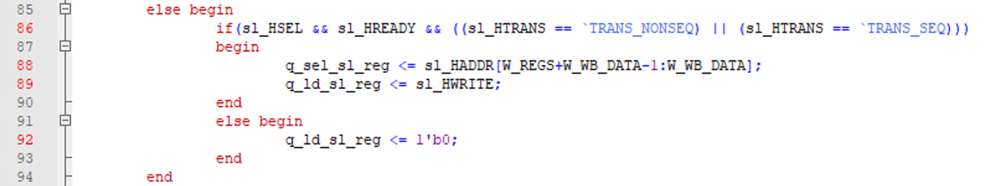 85 else begin
86 if(sl_HSEL && sl_HREADY && ((sl_HTRANS == `TRANS_NONSEQ) || (sl_HTRANS == `TRANS_SEQ)))
87 begin
88 q_sel_sl_reg <= sl_HADDR[W_REGS+W_WB_DATA-1:W_WB_DATA];
89 q_ld_sl_reg <= sl_HWRITE;
90 end
91 else begin
92 q_ld_sl_reg <= 1'b0;
93 end
94 end